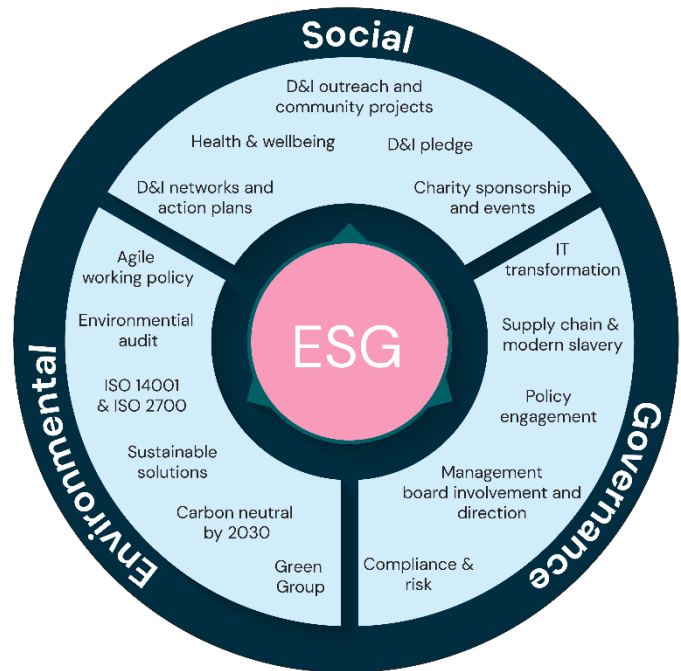 Social
D&I outreach and
community projects
Health & wellbeing
D&I pledge
D&I networks and
action plans
Charity sponsorship
and events
Environmental
Agile
working policy
Environmential
audit
ISO 14001
& ISO 2700
Sustainable
solutions
Carbon neutral
by 2030
Green
Group
ESG
Governance
IT
transformation
Supply chain &
modern slavery
Policy
engagement
Management
board involvement and
direction
Compliance &
risk